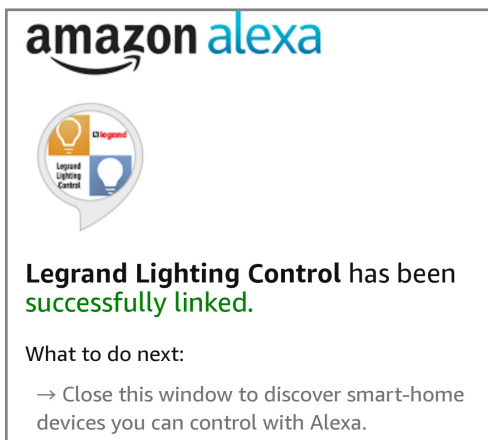 amazon alexa
legrand
Legrand
Lighting
Control
Legrand Lighting Control has been
successfully linked.
What to do next:
→ Close this window to discover smart-home
devices you can control with Alexa.